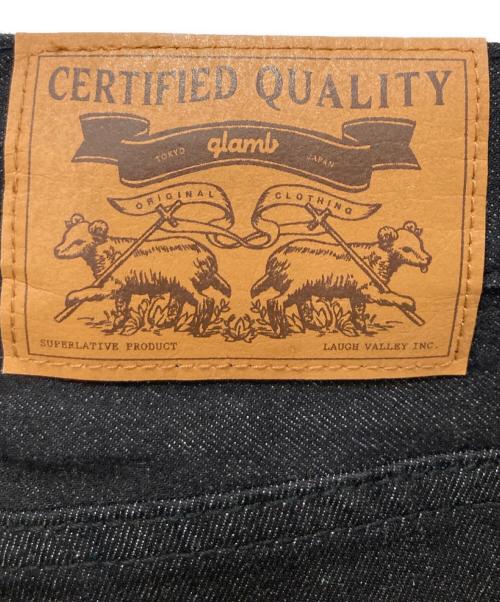 CERTIFIED QUALITY
TOKYO glamb JAPAN
ORIGINAL CLOTHING
SUPERLATIVE PRODUCT LAUGH VALLEY INC.